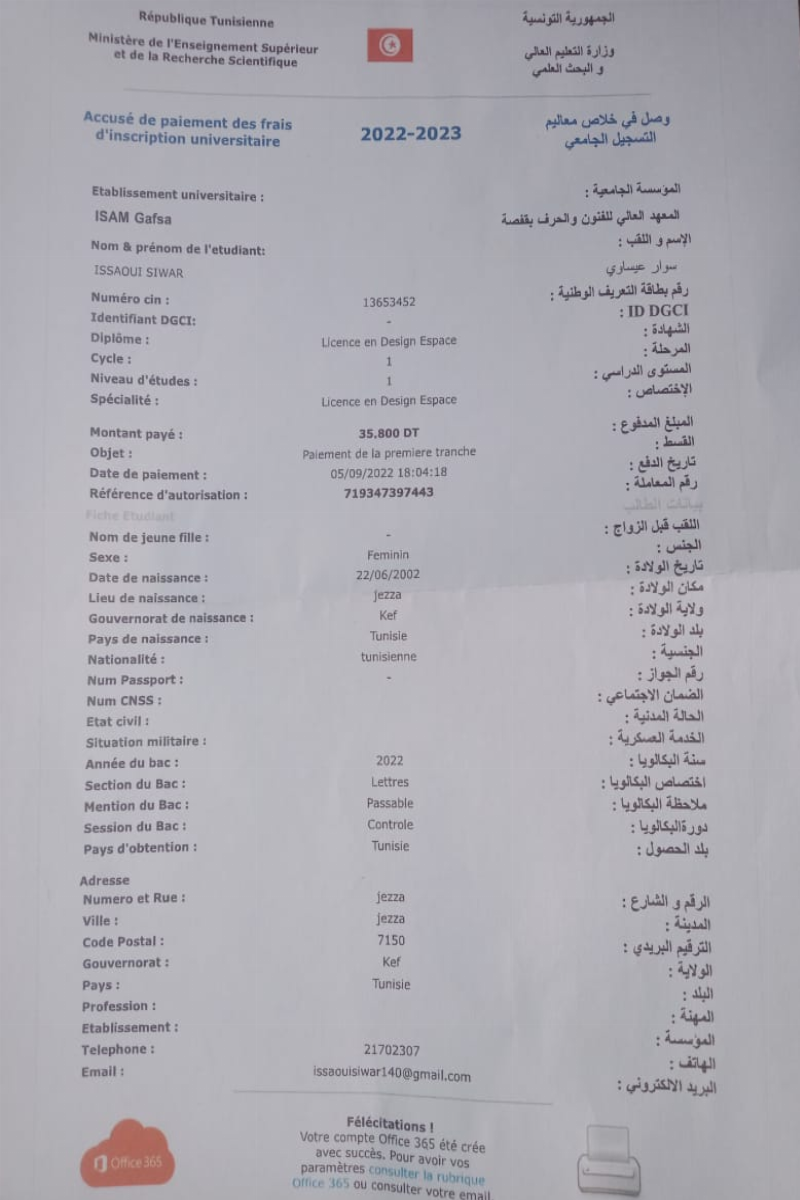 République Tunisienne
الجمهورية التونسية
Ministère de l'Enseignement Supérieur
et de la Recherche Scientifique
وزارة التعليم العالي
و البحث العلمي
Accusé de paiement des frais
d'inscription universitaire
2022-2023
وصل في خلاص معاليم
التسجيل الجامعي
Etablissement universitaire :
المؤسسة الجامعية :
ISAM Gafsa
المعهد العالي للفنون والحرف بقفصة
Nom & prénom de l'etudiant:
الإسم و اللقب :
ISSAOUI SIWAR
سوار عيساوي
Numéro cin : 13653452 رقم بطاقة التعريف الوطنية :
Identifiant DGCI: - ID DGCI :
Diplôme : Licence en Design Espace الشهادة :
Cycle : 1 المرحلة :
Niveau d'études : 1 المستوى الدراسي :
Spécialité : Licence en Design Espace الإختصاص :
Montant payé : 35.800 DT المبلغ المدفوع :
Objet : Paiement de la premiere tranche القسط :
Date de paiement : 05/09/2022 18:04:18 تاريخ الدفع :
Référence d'autorisation : 719347397443 رقم المعاملة :
Fiche Etudiant بيانات الطالب
Nom de jeune fille : - اللقب قبل الزواج :
Sexe : Feminin الجنس :
Date de naissance : 22/06/2002 تاريخ الولادة :
Lieu de naissance : jezza مكان الولادة :
Gouvernorat de naissance : Kef ولاية الولادة :
Pays de naissance : Tunisie بلد الولادة :
Nationalité : tunisienne الجنسية :
Num Passport : - رقم الجواز :
Num CNSS : الضمان الاجتماعي :
Etat civil : الحالة المدنية :
Situation militaire : الخدمة العسكرية :
Année du bac : 2022 سنة البكالويا :
Section du Bac : Lettres اختصاص البكالويا :
Mention du Bac : Passable ملاحظة البكالويا :
Session du Bac : Controle دورةالبكالويا :
Pays d'obtention : Tunisie بلد الحصول :
Adresse
Numero et Rue : jezza الرقم و الشارع :
Ville : jezza المدينة :
Code Postal : 7150 الترقيم البريدي :
Gouvernorat : Kef الولاية :
Pays : Tunisie البلد :
Profession : المهنة :
Etablissement : المؤسسة :
Telephone : 21702307 الهاتف :
Email : issaouisiwar140@gmail.com البريد الالكتروني :
Félécitations !
Votre compte Office 365 été crée
avec succès. Pour avoir vos
paramètres consulter la rubrique
Office 365 ou consulter votre email
Office 365